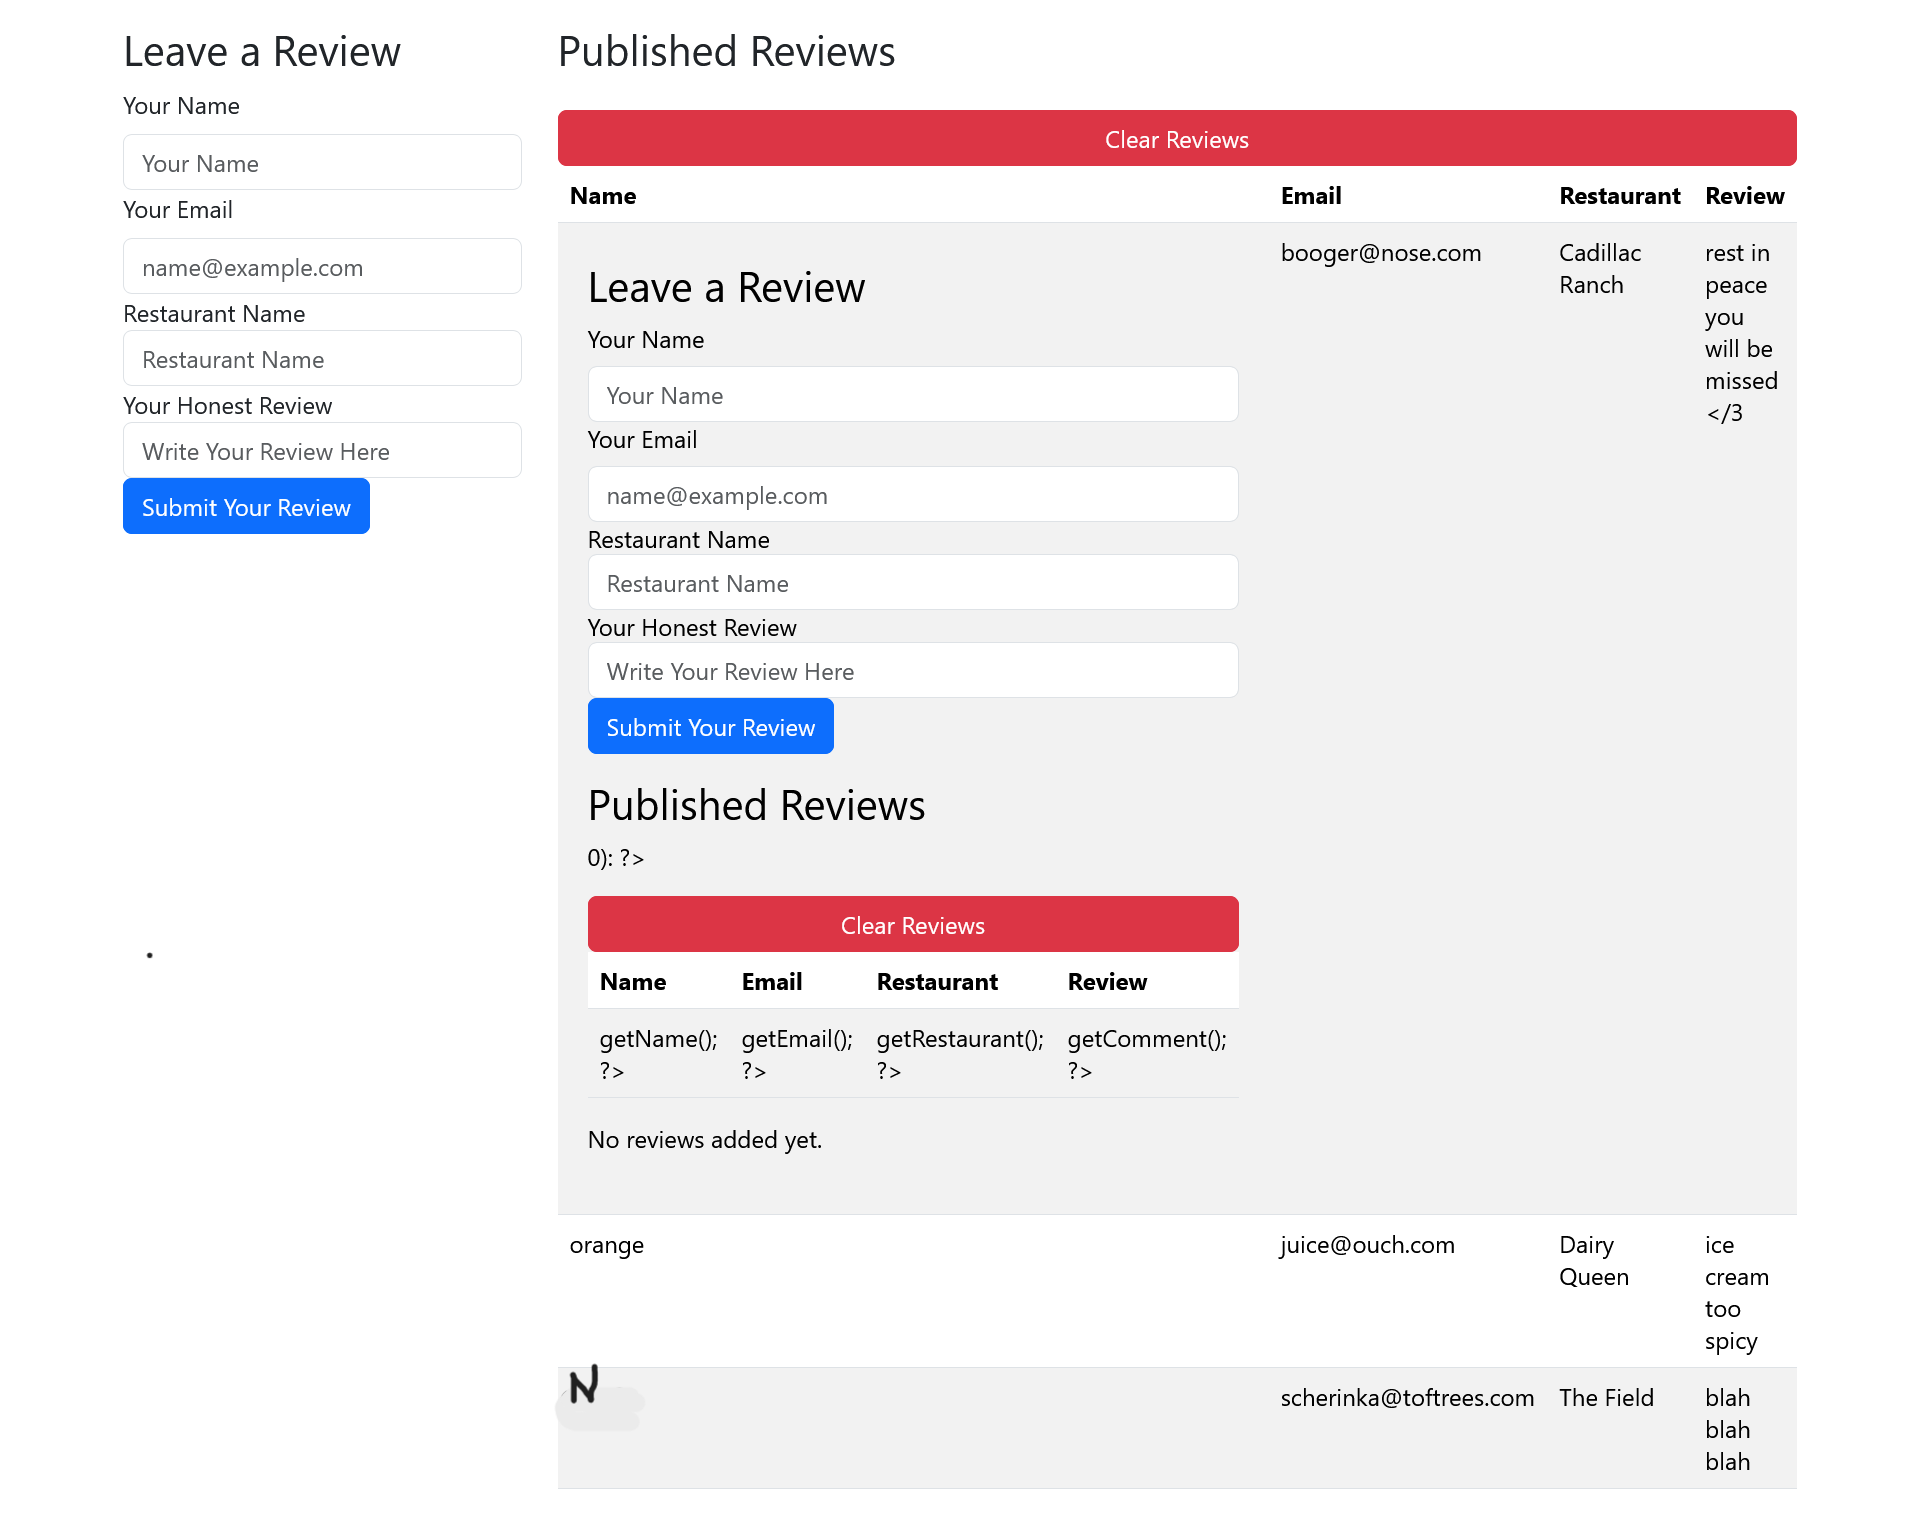 Leave a Review
Your Name
Your Name
Your Email
name@example.com
Restaurant Name
Restaurant Name
Your Honest Review
Write Your Review Here
Submit Your Review
Published Reviews
Clear Reviews
Name Email Restaurant Review
Leave a Review
Your Name
Your Name
Your Email
name@example.com
Restaurant Name
Restaurant Name
Your Honest Review
Write Your Review Here
Submit Your Review
Published Reviews
0): ?>
Clear Reviews
Name Email Restaurant Review
getName(); getEmail(); getRestaurant(); getComment();
?> ?> ?> ?>
No reviews added yet.
booger@nose.com
Cadillac
Ranch
rest in
peace
you
will be
missed
</3
orange juice@ouch.com Dairy ice
Queen cream
too
spicy
N scherinka@toftrees.com The Field blah
blah
blah